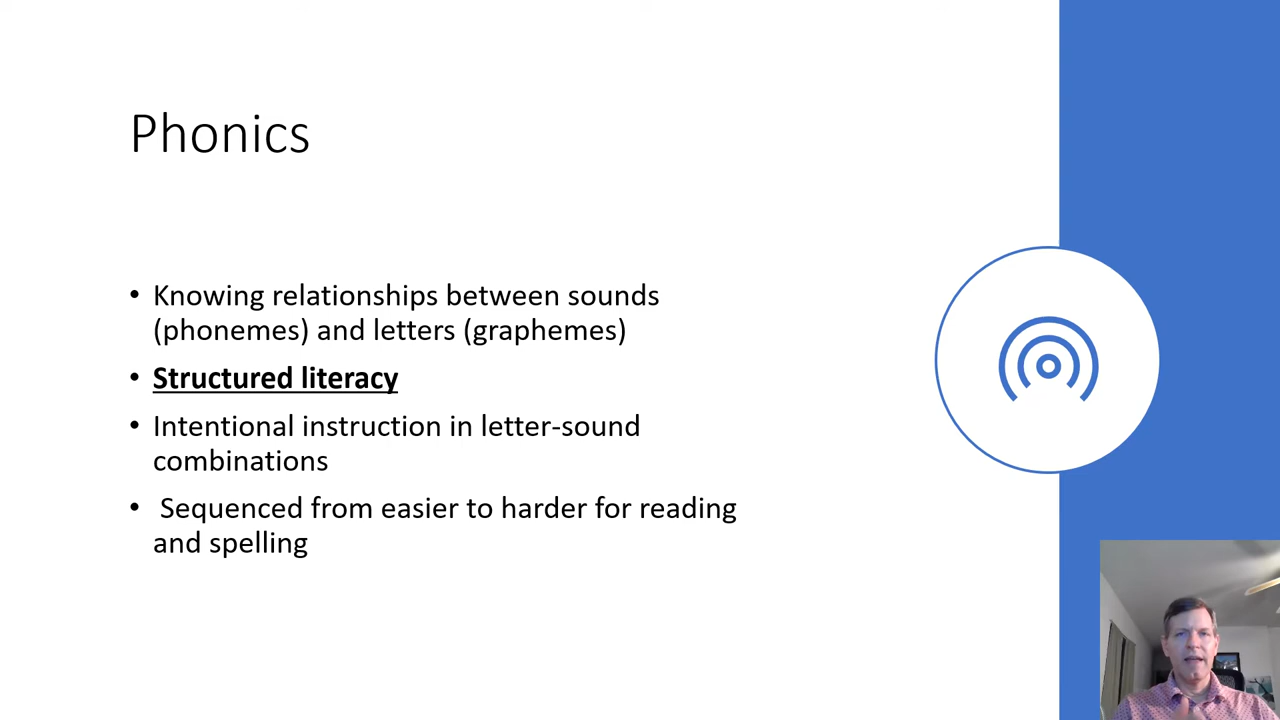 Phonics
• Knowing relationships between sounds
(phonemes) and letters (graphemes)
• Structured literacy
• Intentional instruction in letter-sound
combinations
• Sequenced from easier to harder for reading
and spelling